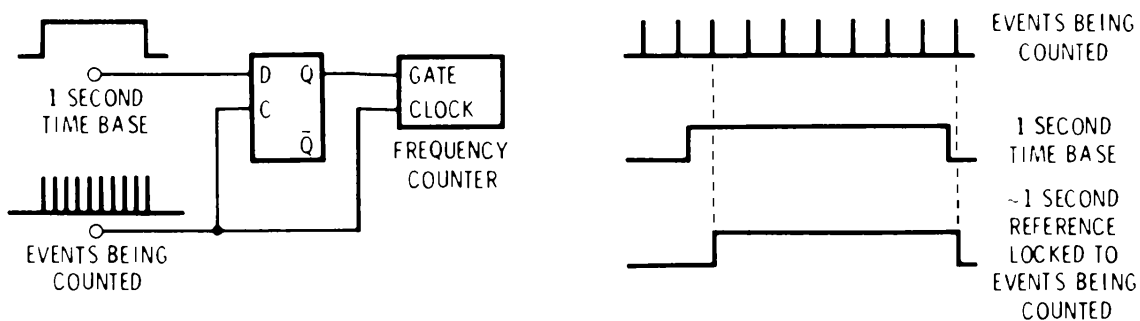 1 SECOND
TIME BASE
D Q
C
Q̄
GATE
CLOCK
FREQUENCY
COUNTER
EVENTS BEING
COUNTED
EVENTS BEING
COUNTED
1 SECOND
TIME BASE
~1 SECOND
REFERENCE
LOCKED TO
EVENTS BEING
COUNTED